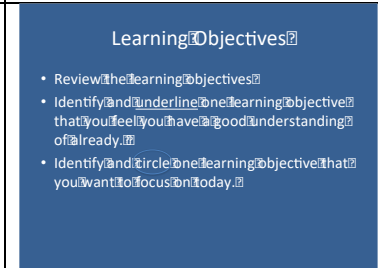 Learning Objectives
• Review the learning objectives
• Identify and underline one learning objective
that you feel you have a good understanding
of already.
• Identify and circle one learning objective that
you want to focus on today.